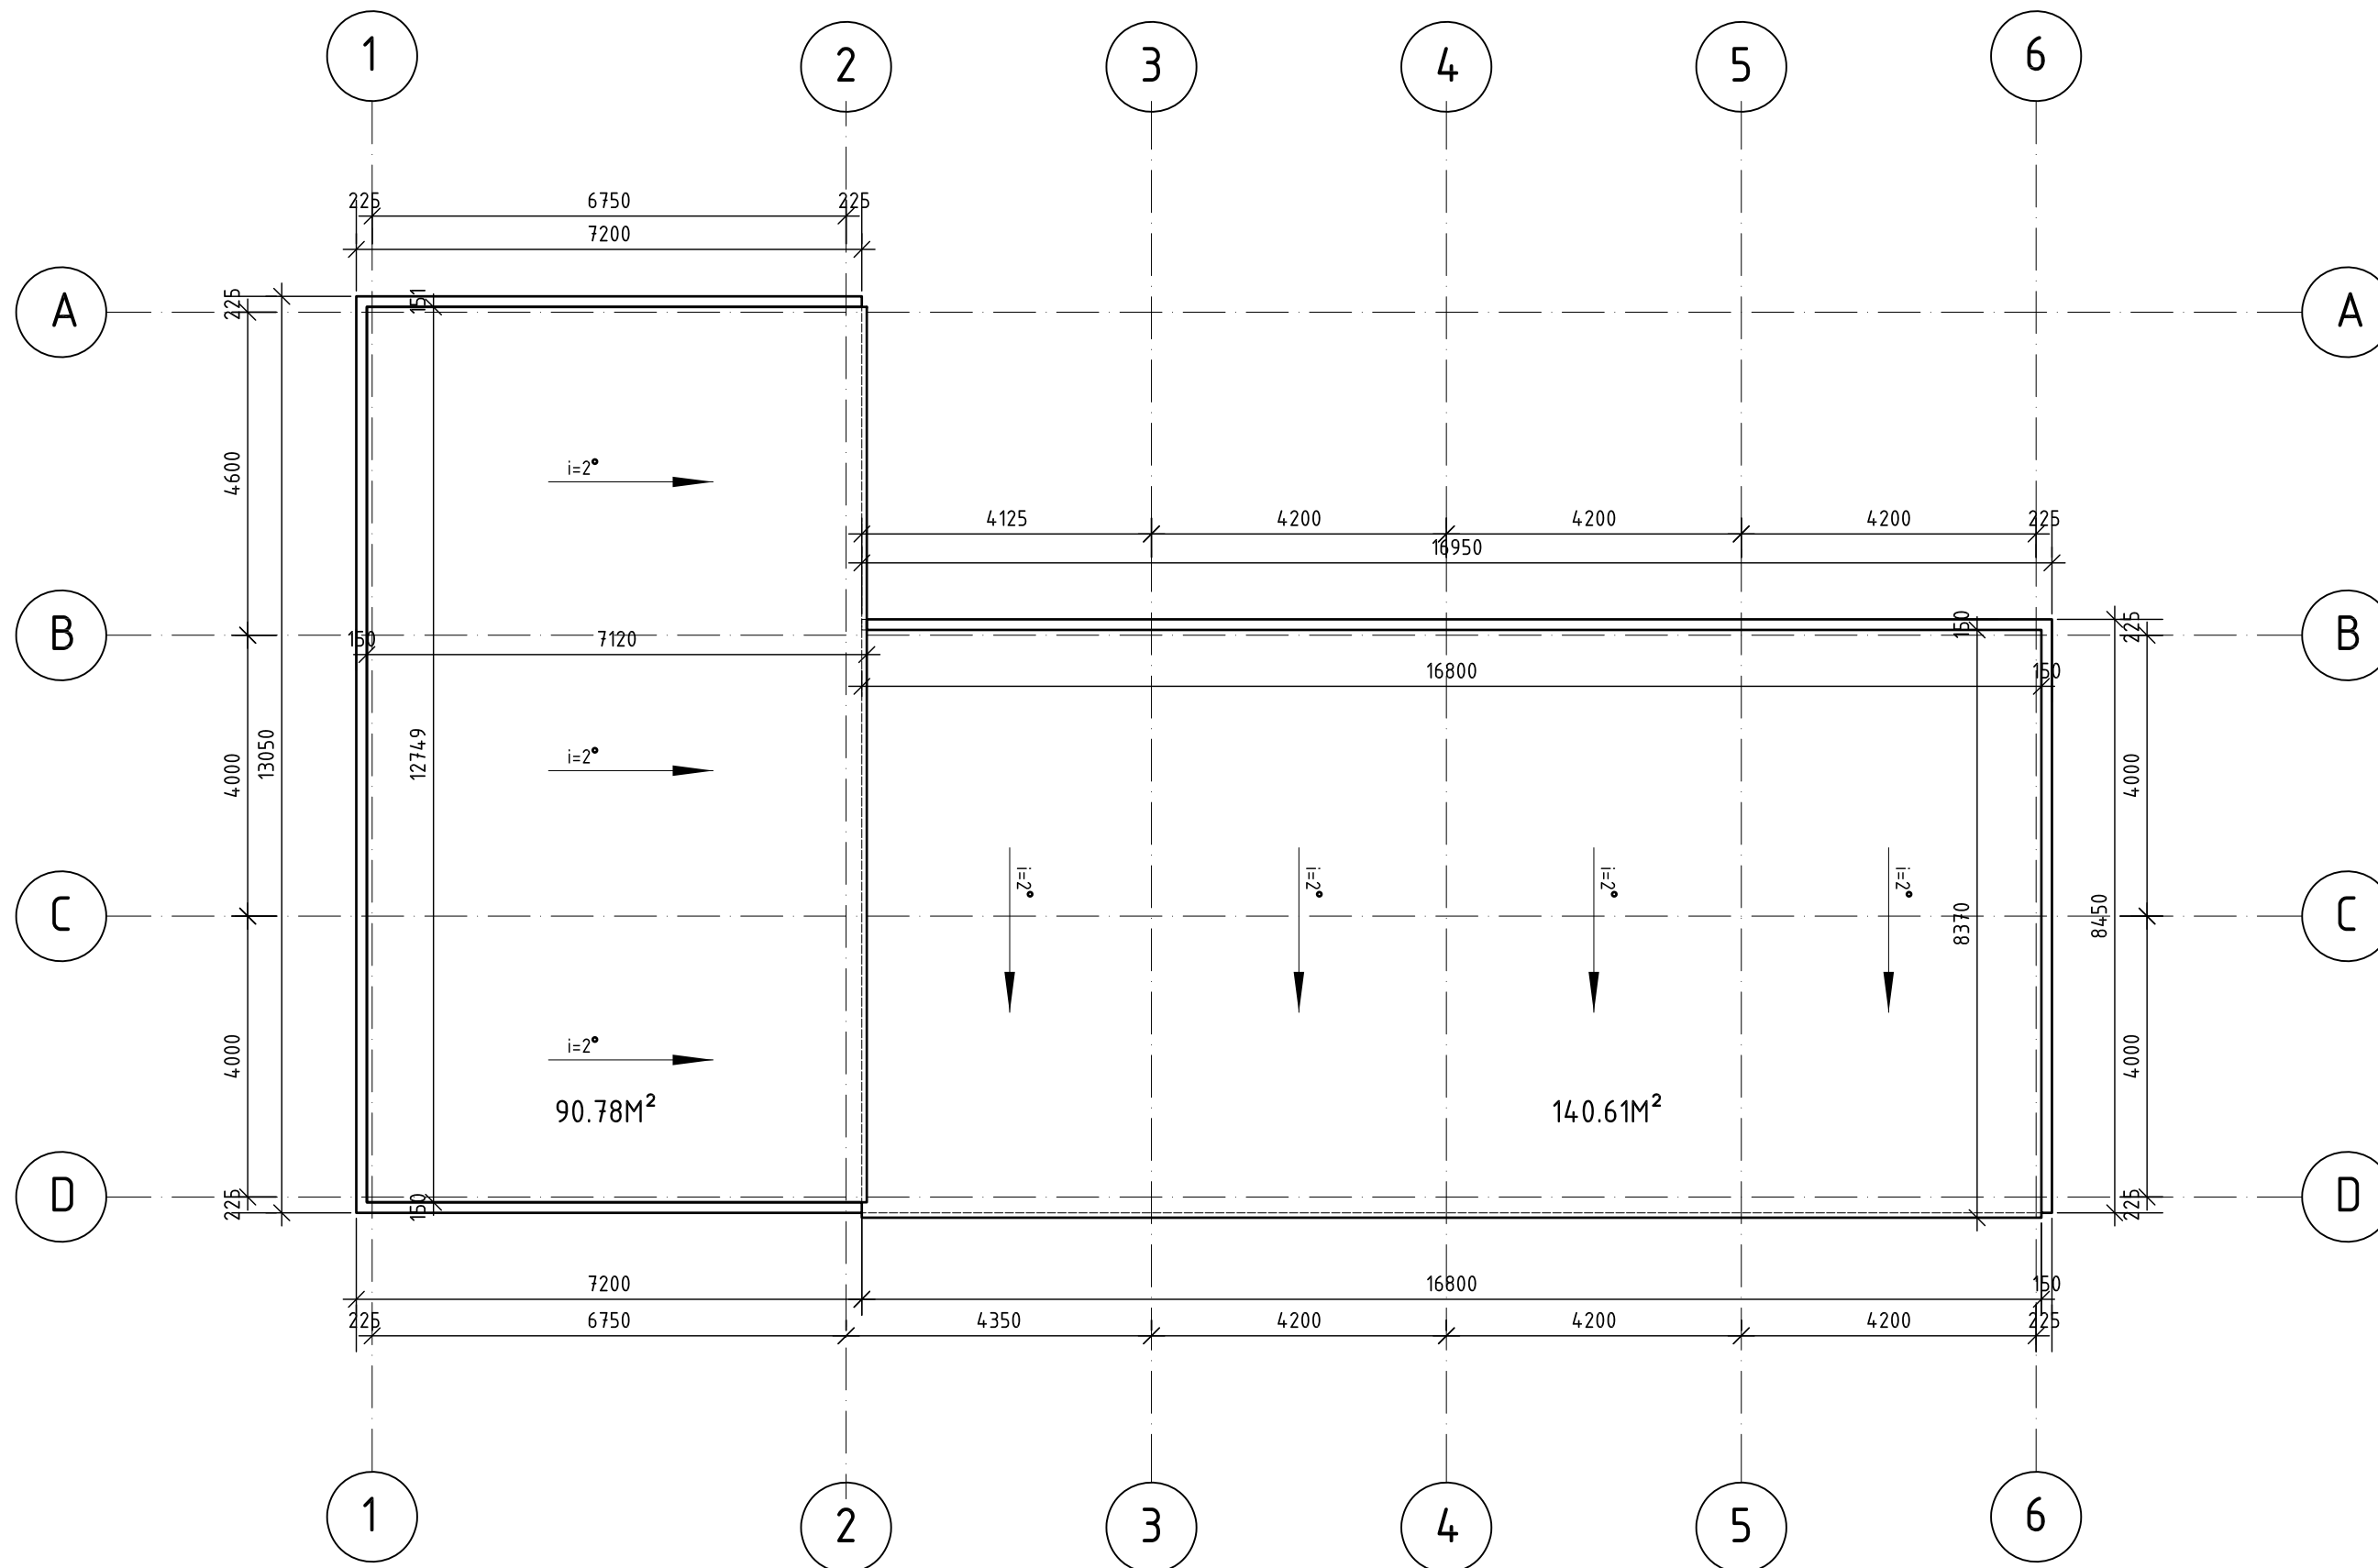 1 2 3 4 5 6
225 6750 225
7200
A 225 151 A
4600
i=2°
4125 4200 4200 4200 225
16950
B 150 7120 150 225 B
16800 150
4000 13050 12749 4000
i=2°
i=2° i=2° i=2° i=2°
C 8370 8450 C
4000 4000
i=2°
90.78M² 140.61M²
D 225 150 225 D
7200 16800 150
225 6750 4350 4200 4200 4200 225
1 2 3 4 5 6